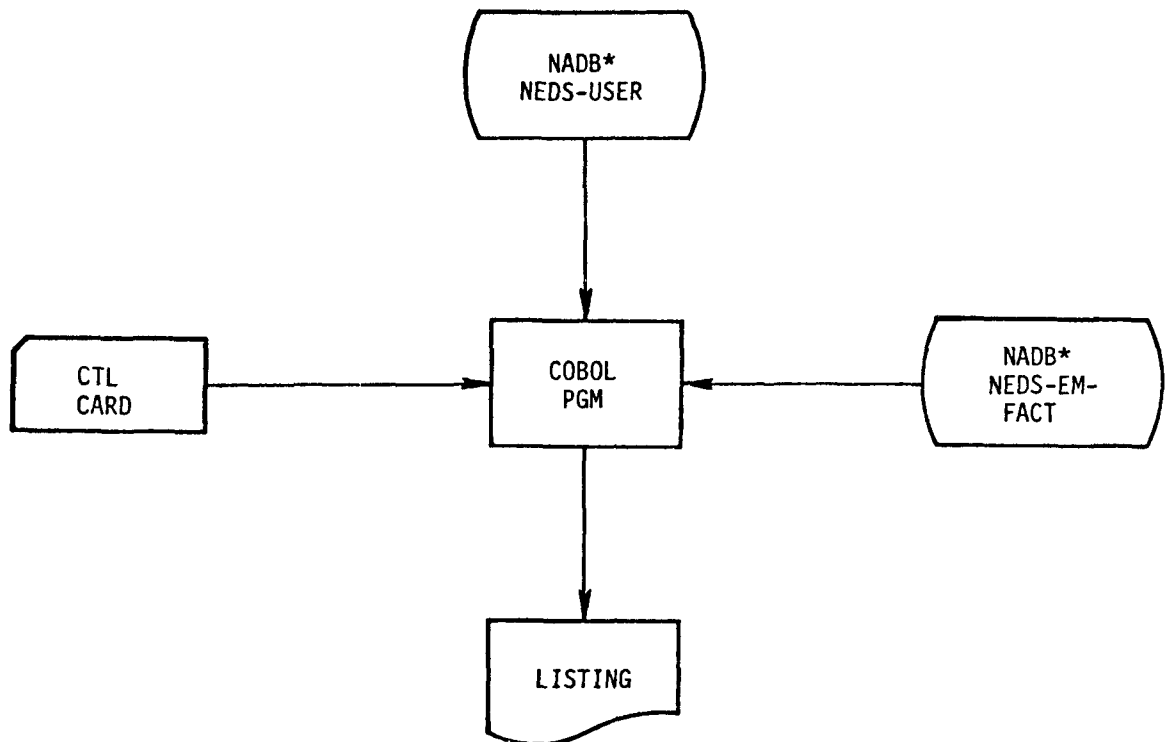 NADB*
NEDS-USER
CTL
CARD
COBOL
PGM
NADB*
NEDS-EM-
FACT
LISTING